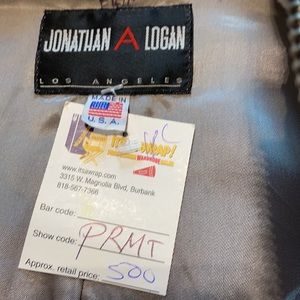 JONATHAN A LOGAN
LOS ANGELES
MADE IN
U.S.A.
IT'S A WRAP!
www.itsawrap.com
3315 W. Magnolia Blvd, Burbank
818-567-7366
Bar code:
Show code: PRMT
Approx. retail price: 500